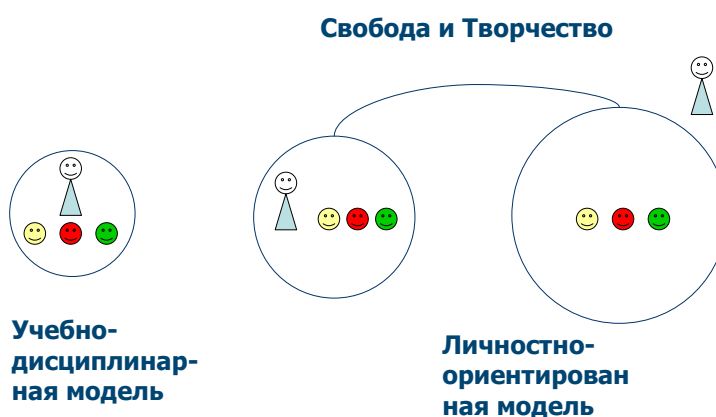 Свобода и Творчество
Учебно-
дисциплинар-
ная модель
Личностно-
ориентирован
ная модель